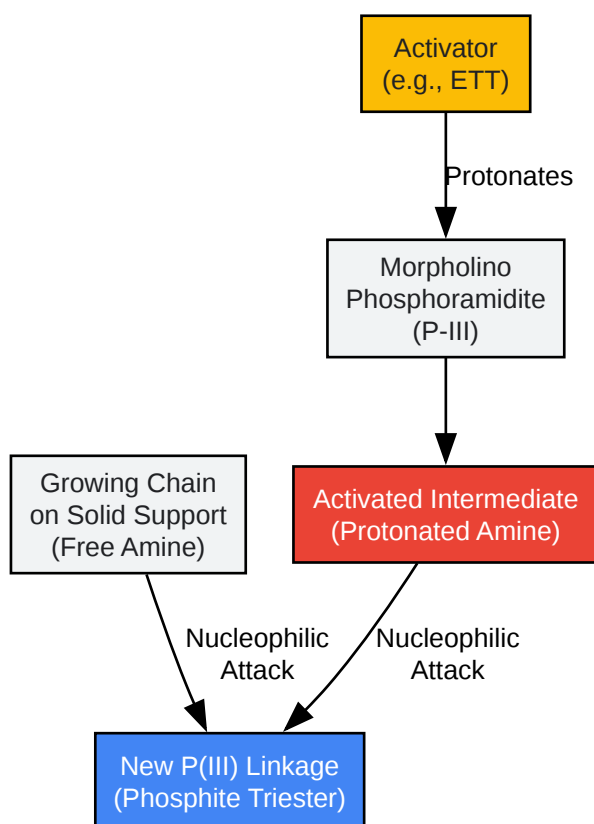 Activator
(e.g., ETT)
Protonates
Morpholino
Phosphoramidite
(P-III)
Growing Chain
on Solid Support
(Free Amine)
Activated Intermediate
(Protonated Amine)
Nucleophilic
Attack
Nucleophilic
Attack
New P(III) Linkage
(Phosphite Triester)